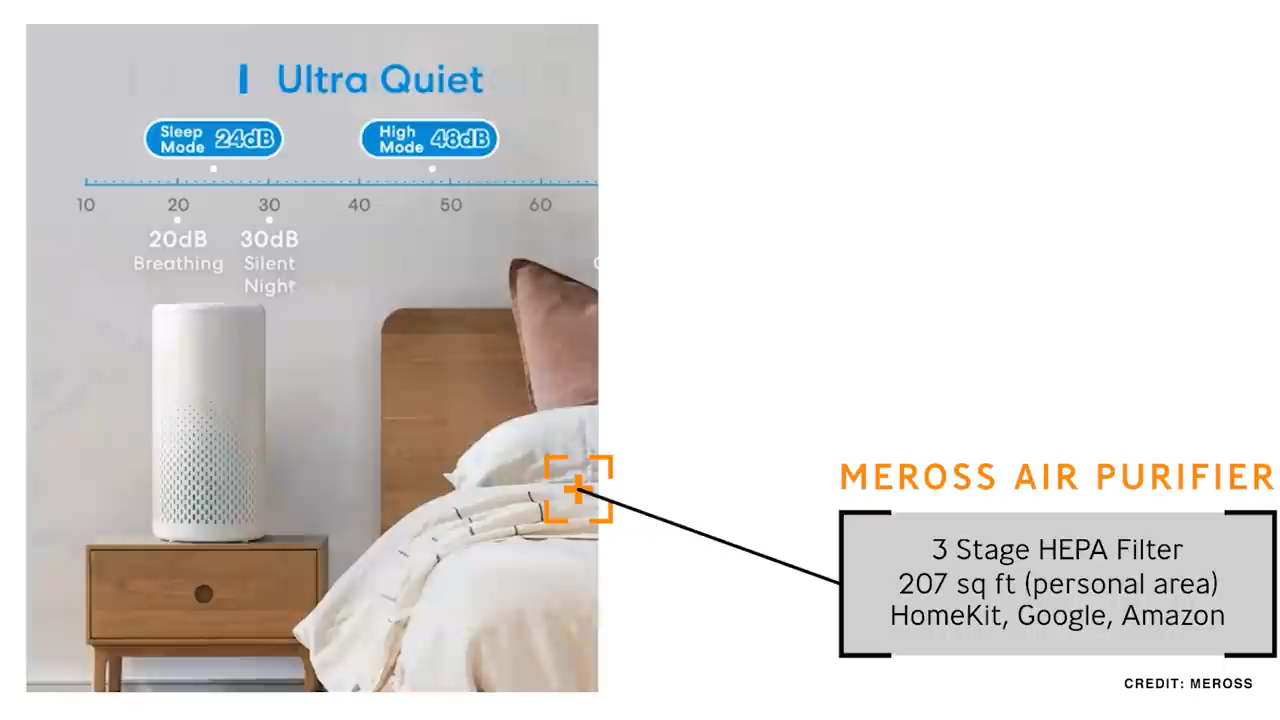 Ultra Quiet
Sleep Mode 24dB
High Mode 48dB
10 20 30 40 50 60
20dB
Breathing
30dB
Silent
Night
MEROSS AIR PURIFIER
3 Stage HEPA Filter
207 sq ft (personal area)
HomeKit, Google, Amazon
CREDIT: MEROSS